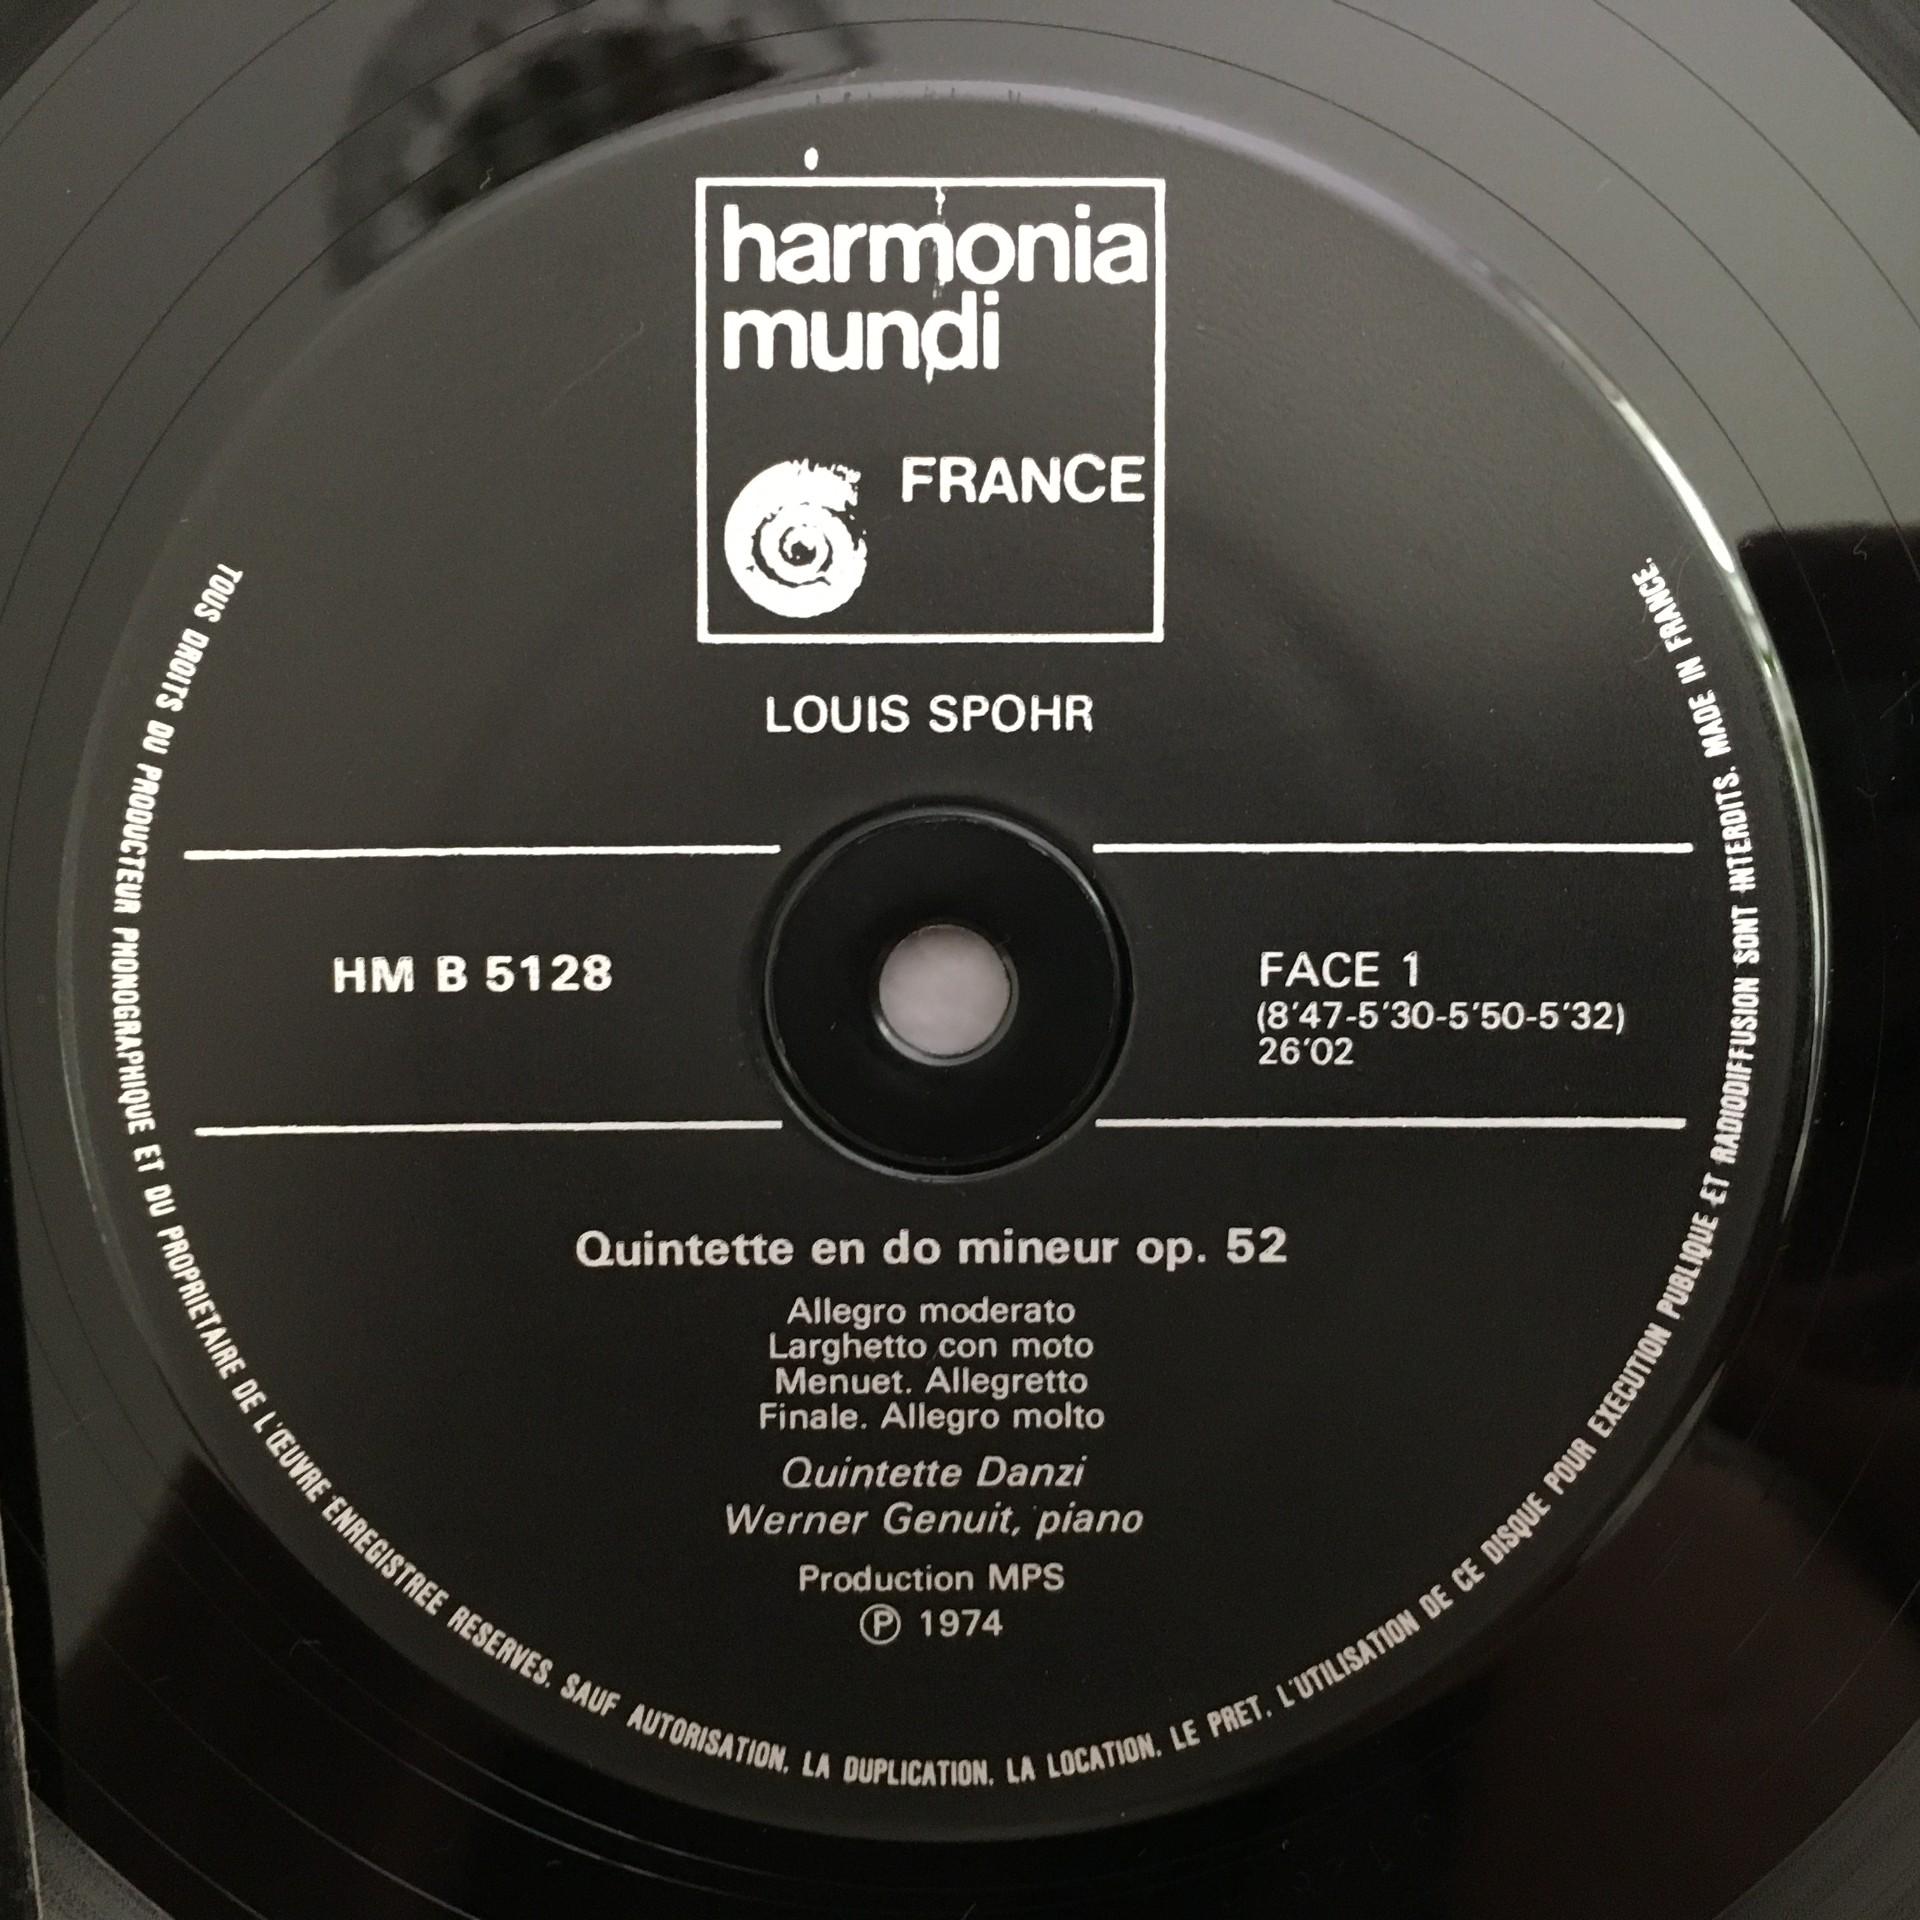 harmonia
mundi
FRANCE
LOUIS SPOHR
HM B 5128
FACE 1
(8'47-5'30-5'50-5'32)
26'02
Quintette en do mineur op. 52
Allegro moderato
Larghetto con moto
Menuet. Allegretto
Finale. Allegro molto
Quintette Danzi
Werner Genuit, piano
Production MPS
Ⓟ 1974
TOUS DROITS DU PRODUCTEUR PHONOGRAPHIQUE ET DU PROPRIETAIRE DE L'ŒUVRE ENREGISTREE RESERVES. SAUF AUTORISATION, LA DUPLICATION, LA LOCATION, LE PRET, L'UTILISATION DE CE DISQUE POUR EXECUTION PUBLIQUE ET RADIODIFFUSION SONT INTERDITS. MADE IN FRANCE.